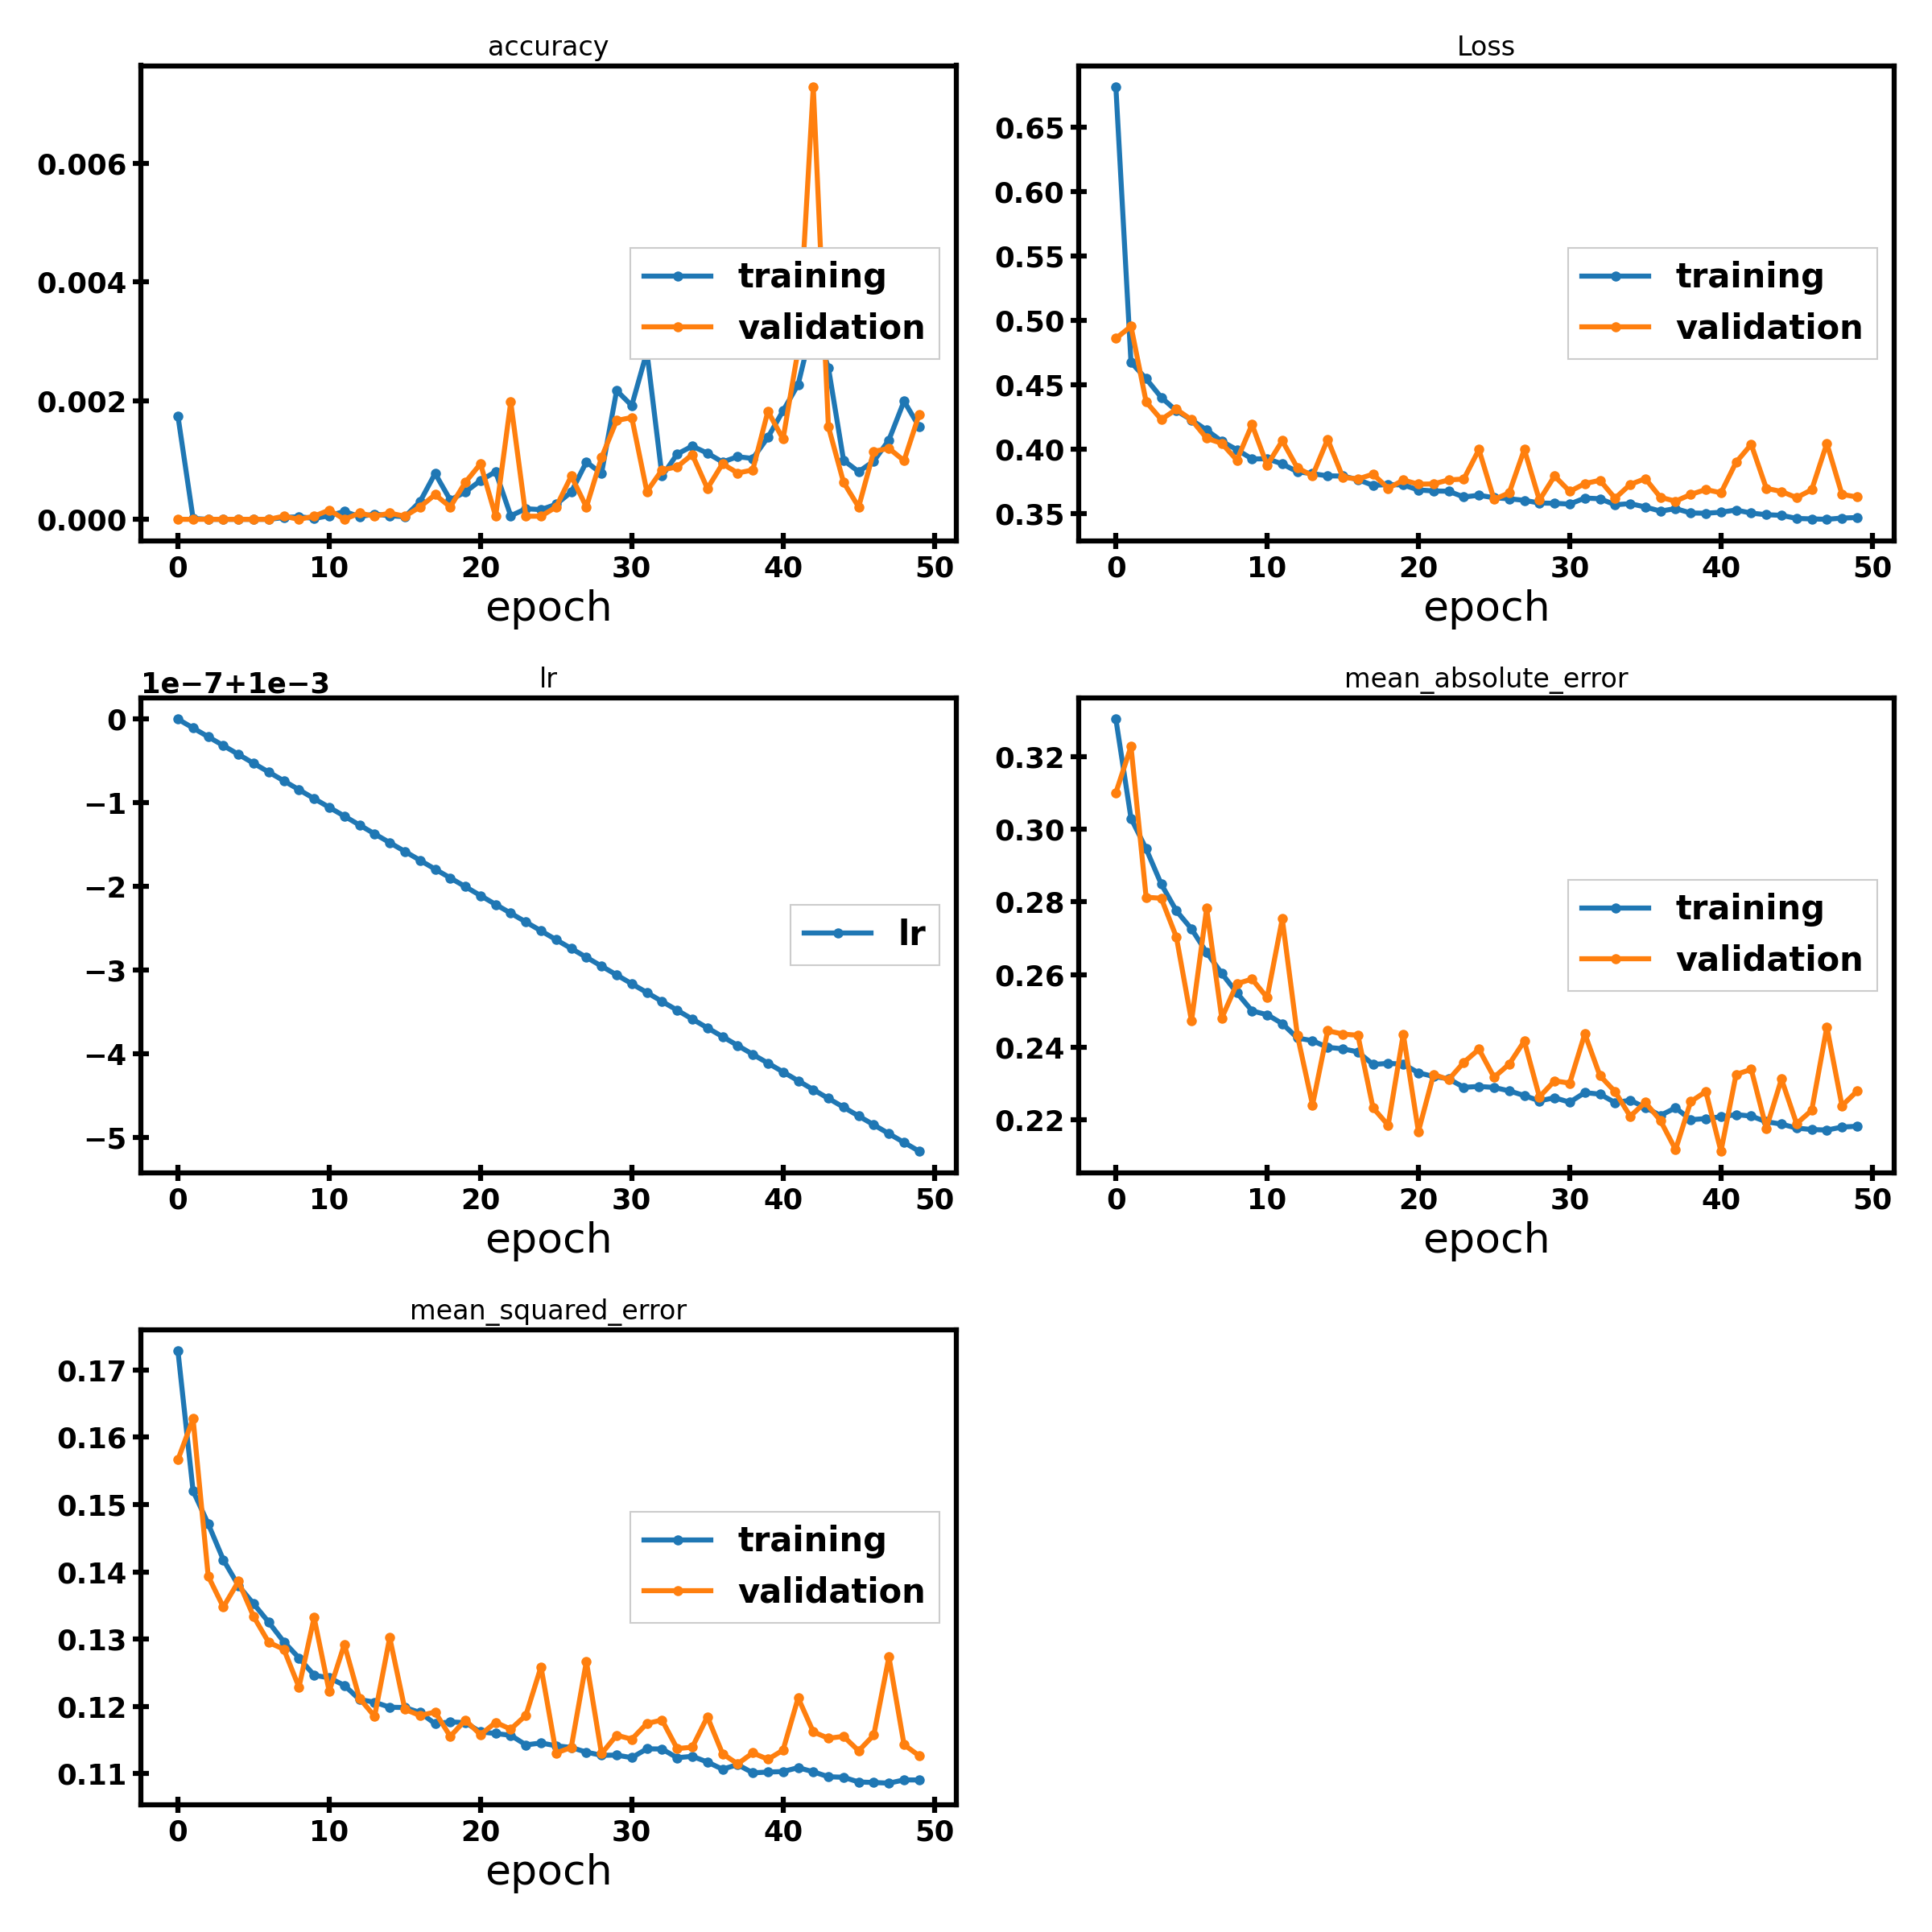 accuracy
0.006
0.004
0.002
0.000
training
validation
0 10 20 30 40 50
epoch
Loss
0.65
0.60
0.55
0.50
0.45
0.40
0.35
training
validation
0 10 20 30 40 50
epoch
lr
1e−7+1e−3
0
−1
−2
−3
−4
−5
lr
0 10 20 30 40 50
epoch
mean_absolute_error
0.32
0.30
0.28
0.26
0.24
0.22
training
validation
0 10 20 30 40 50
epoch
mean_squared_error
0.17
0.16
0.15
0.14
0.13
0.12
0.11
training
validation
0 10 20 30 40 50
epoch